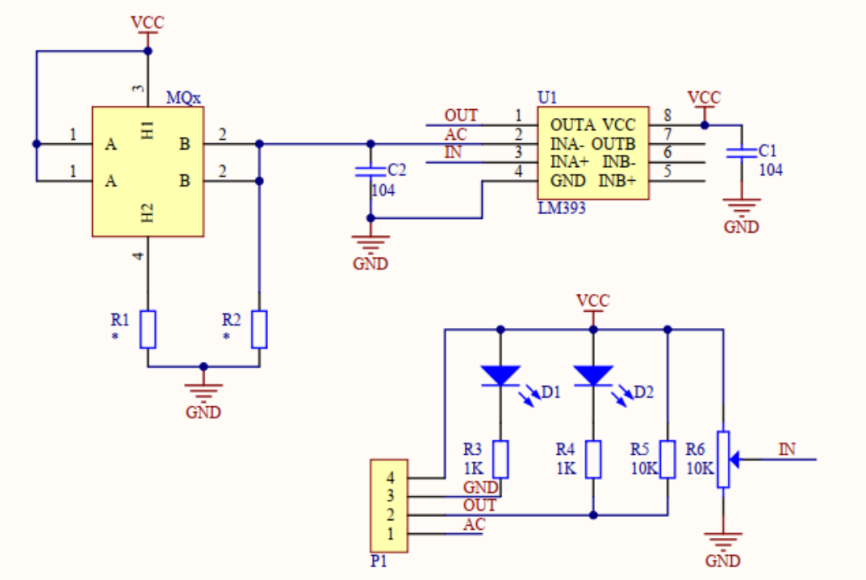 VCC
3
MQx
H1
1 A B 2
1 A B 2
H2
4
R1
*
R2
*
GND
C2
104
GND
U1
OUT 1 OUTA VCC 8
AC 2 INA- OUTB 7
IN 3 INA+ INB- 6
4 GND INB+ 5
LM393
VCC
C1
104
GND
VCC
D1
D2
R3
1K
R4
1K
R5
10K
R6
10K
IN
4
3 GND
2 OUT
1 AC
P1
GND